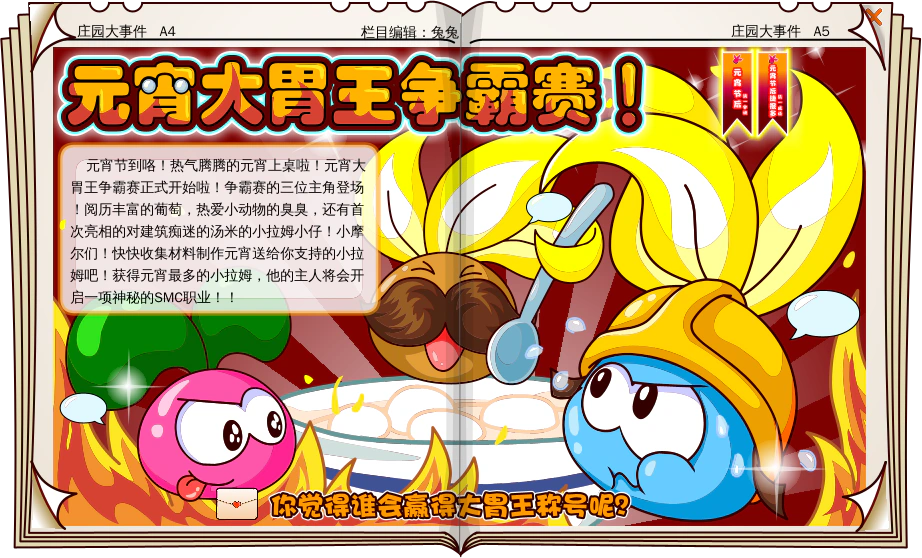 庄园大事件 A4
栏目编辑：兔兔
庄园大事件 A5
元宵大胃王争霸赛！
元宵节到咯！热气腾腾的元宵上桌啦！元宵大
胃王争霸赛正式开始啦！争霸赛的三位主角登场
！阅历丰富的葡萄，热爱小动物的臭臭，还有首
次亮相的对建筑痴迷的汤米的小拉姆小仔！小摩
尔们！快快收集材料制作元宵送给你支持的小拉
姆吧！获得元宵最多的小拉姆，他的主人将会开
启一项神秘的SMC职业！！
你觉得谁会赢得大胃王称号呢?